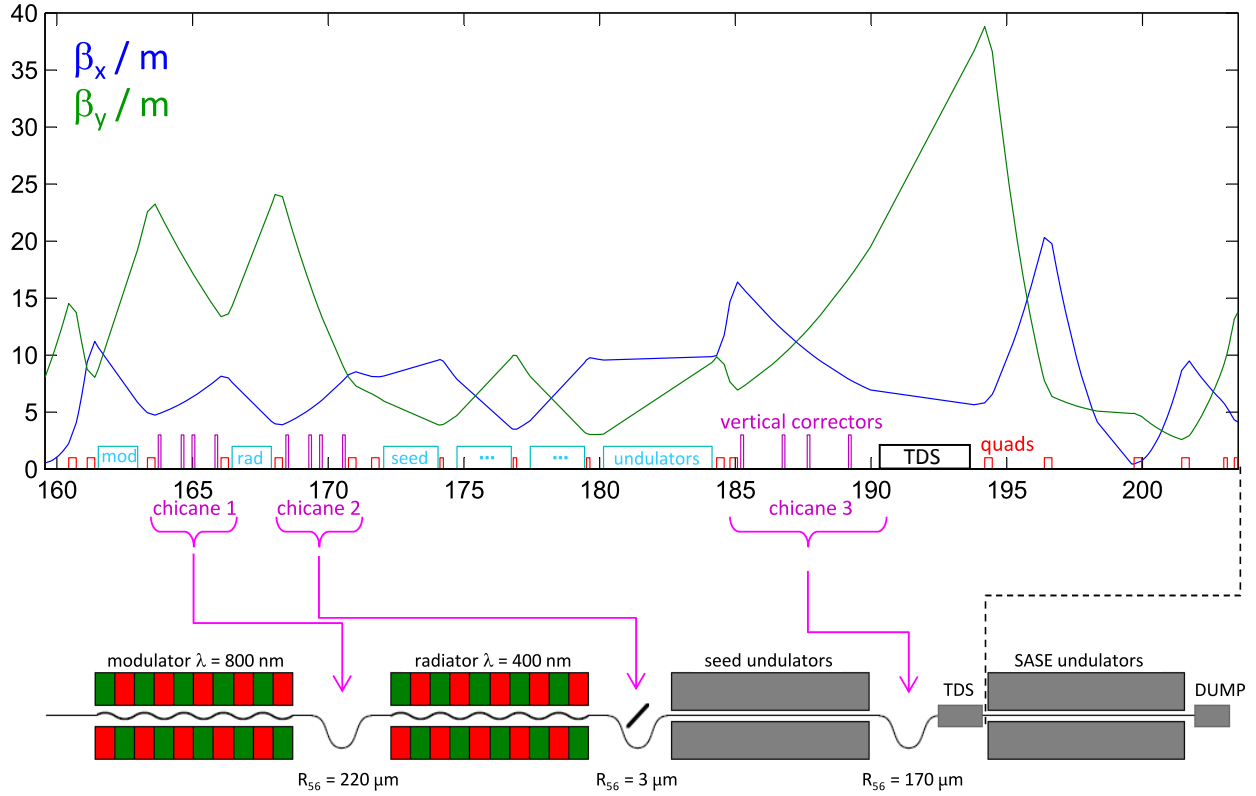 40
35
30
25
20
15
10
5
0
βx / m
βy / m
vertical correctors
mod
rad
seed
...
...
undulators
TDS
quads
160 165 170 175 180 185 190 195 200
chicane 1
chicane 2
chicane 3
modulator λ = 800 nm
radiator λ = 400 nm
seed undulators
TDS
SASE undulators
DUMP
R56 = 220 μm
R56 = 3 μm
R56 = 170 μm